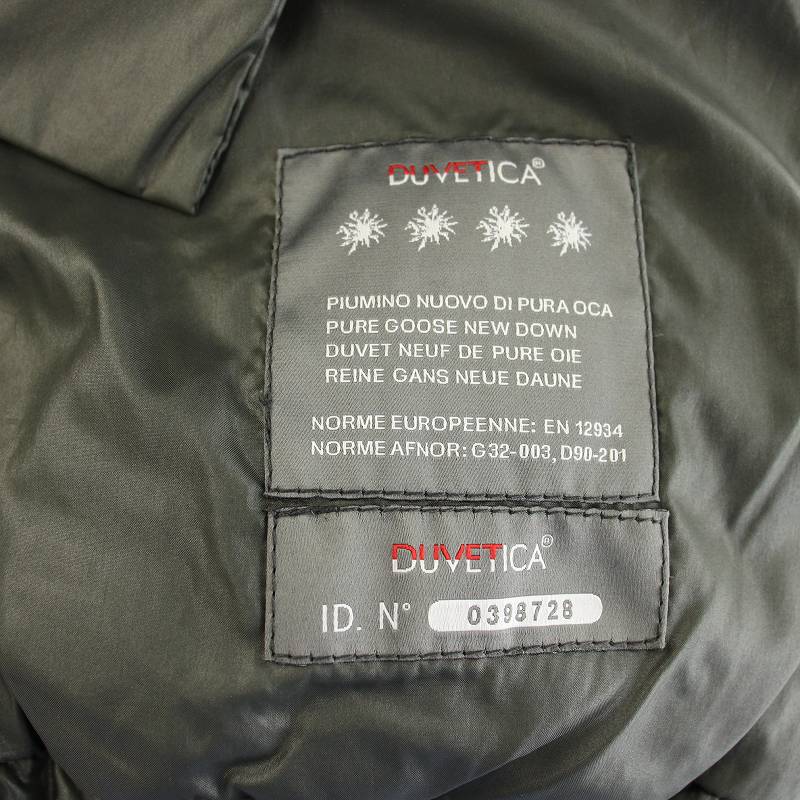 DUVETICA®
PIUMINO NUOVO DI PURA OCA
PURE GOOSE NEW DOWN
DUVET NEUF DE PURE OIE
REINE GANS NEUE DAUNE
NORME EUROPEENNE: EN 12934
NORME AFNOR: G32-003, D90-201
DUVETICA®
ID. N° 0398728